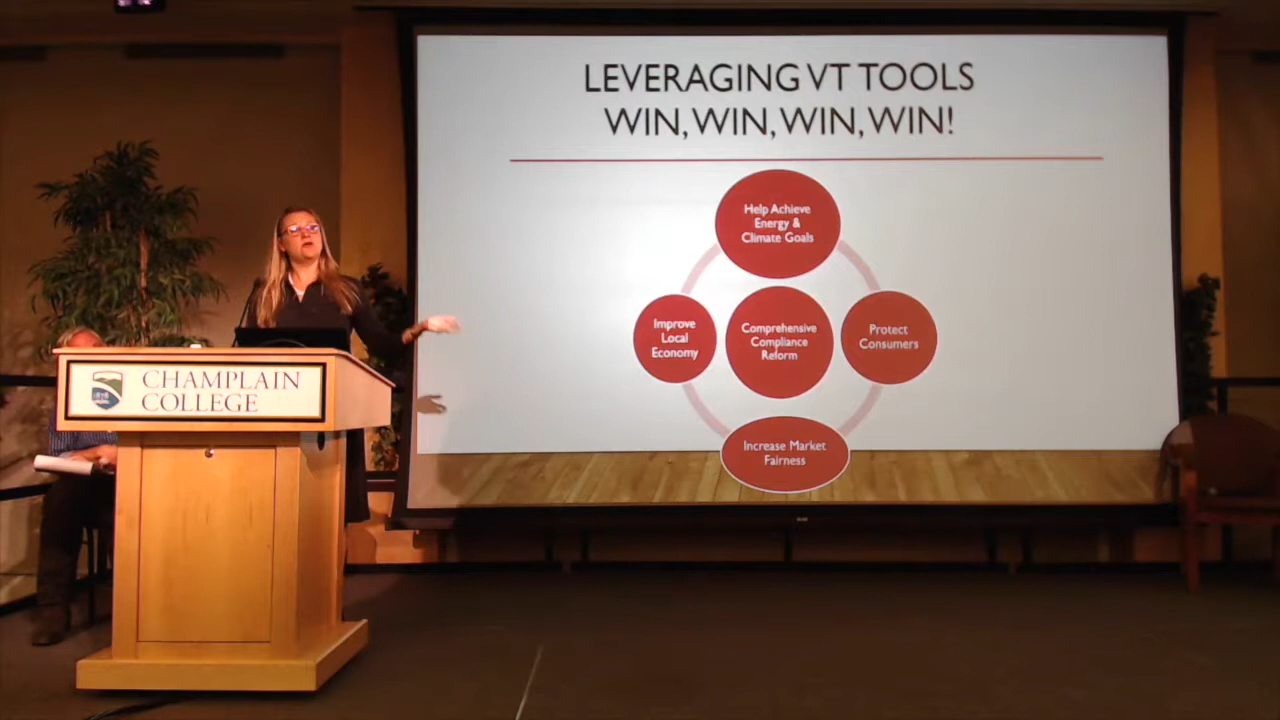 LEVERAGING VT TOOLS
WIN, WIN, WIN, WIN!
Help Achieve
Energy &
Climate Goals
Improve
Local
Economy
Comprehensive
Compliance
Reform
Protect
Consumers
Increase Market
Fairness
1878
CHAMPLAIN
COLLEGE